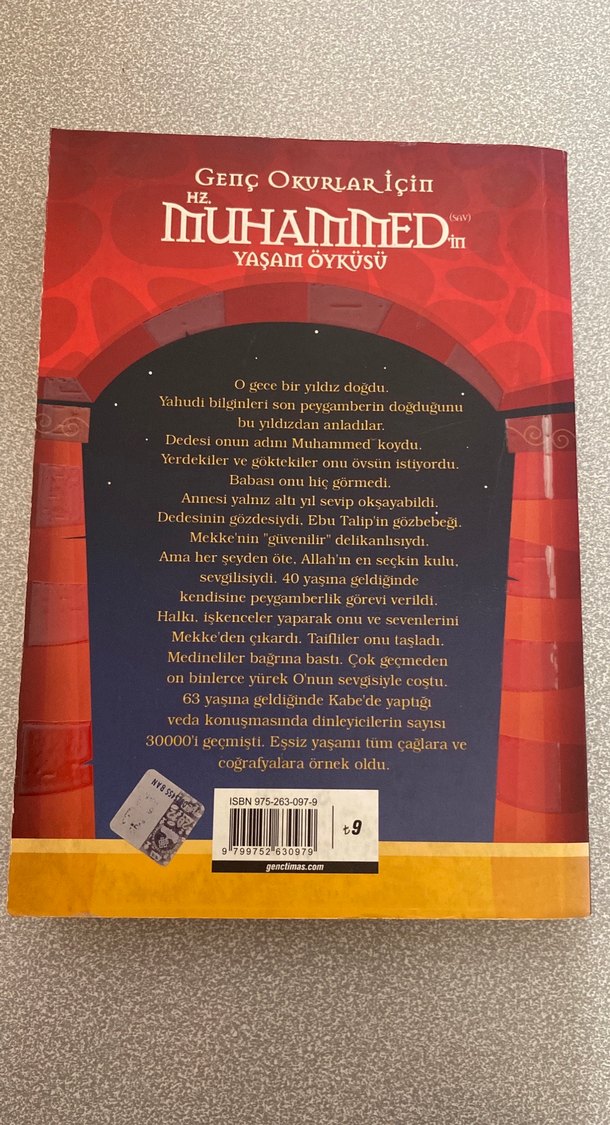 Genç Okurlar İçin
HZ.
MUHAMMED'in
(SAV)
YAŞAM ÖYKÜSÜ
O gece bir yıldız doğdu.
Yahudi bilginleri son peygamberin doğduğunu
bu yıldızdan anladılar.
Dedesi onun adını Muhammed koydu.
Yerdekiler ve göktekiler onu övsün istiyordu.
Babası onu hiç görmedi.
Annesi yalnız altı yıl sevip okşayabildi.
Dedesinin gözdesiydi, Ebu Talip'in gözbebeği.
Mekke'nin "güvenilir" delikanlısıydı.
Ama her şeyden öte, Allah'ın en seçkin kulu,
sevgilisiydi. 40 yaşına geldiğinde
kendisine peygamberlik görevi verildi.
Halkı, işkenceler yaparak onu ve sevenlerini
Mekke'den çıkardı. Taifliler onu taşladı.
Medineliler bağrına bastı. Çok geçmeden
on binlerce yürek O'nun sevgisiyle coştu.
63 yaşına geldiğinde Kabe'de yaptığı
veda konuşmasında dinleyicilerin sayısı
30000'i geçmişti. Eşsiz yaşamı tüm çağlara ve
coğrafyalara örnek oldu.
ISBN 975-263-097-9
₺9
9 799752 630979
genctimas.com